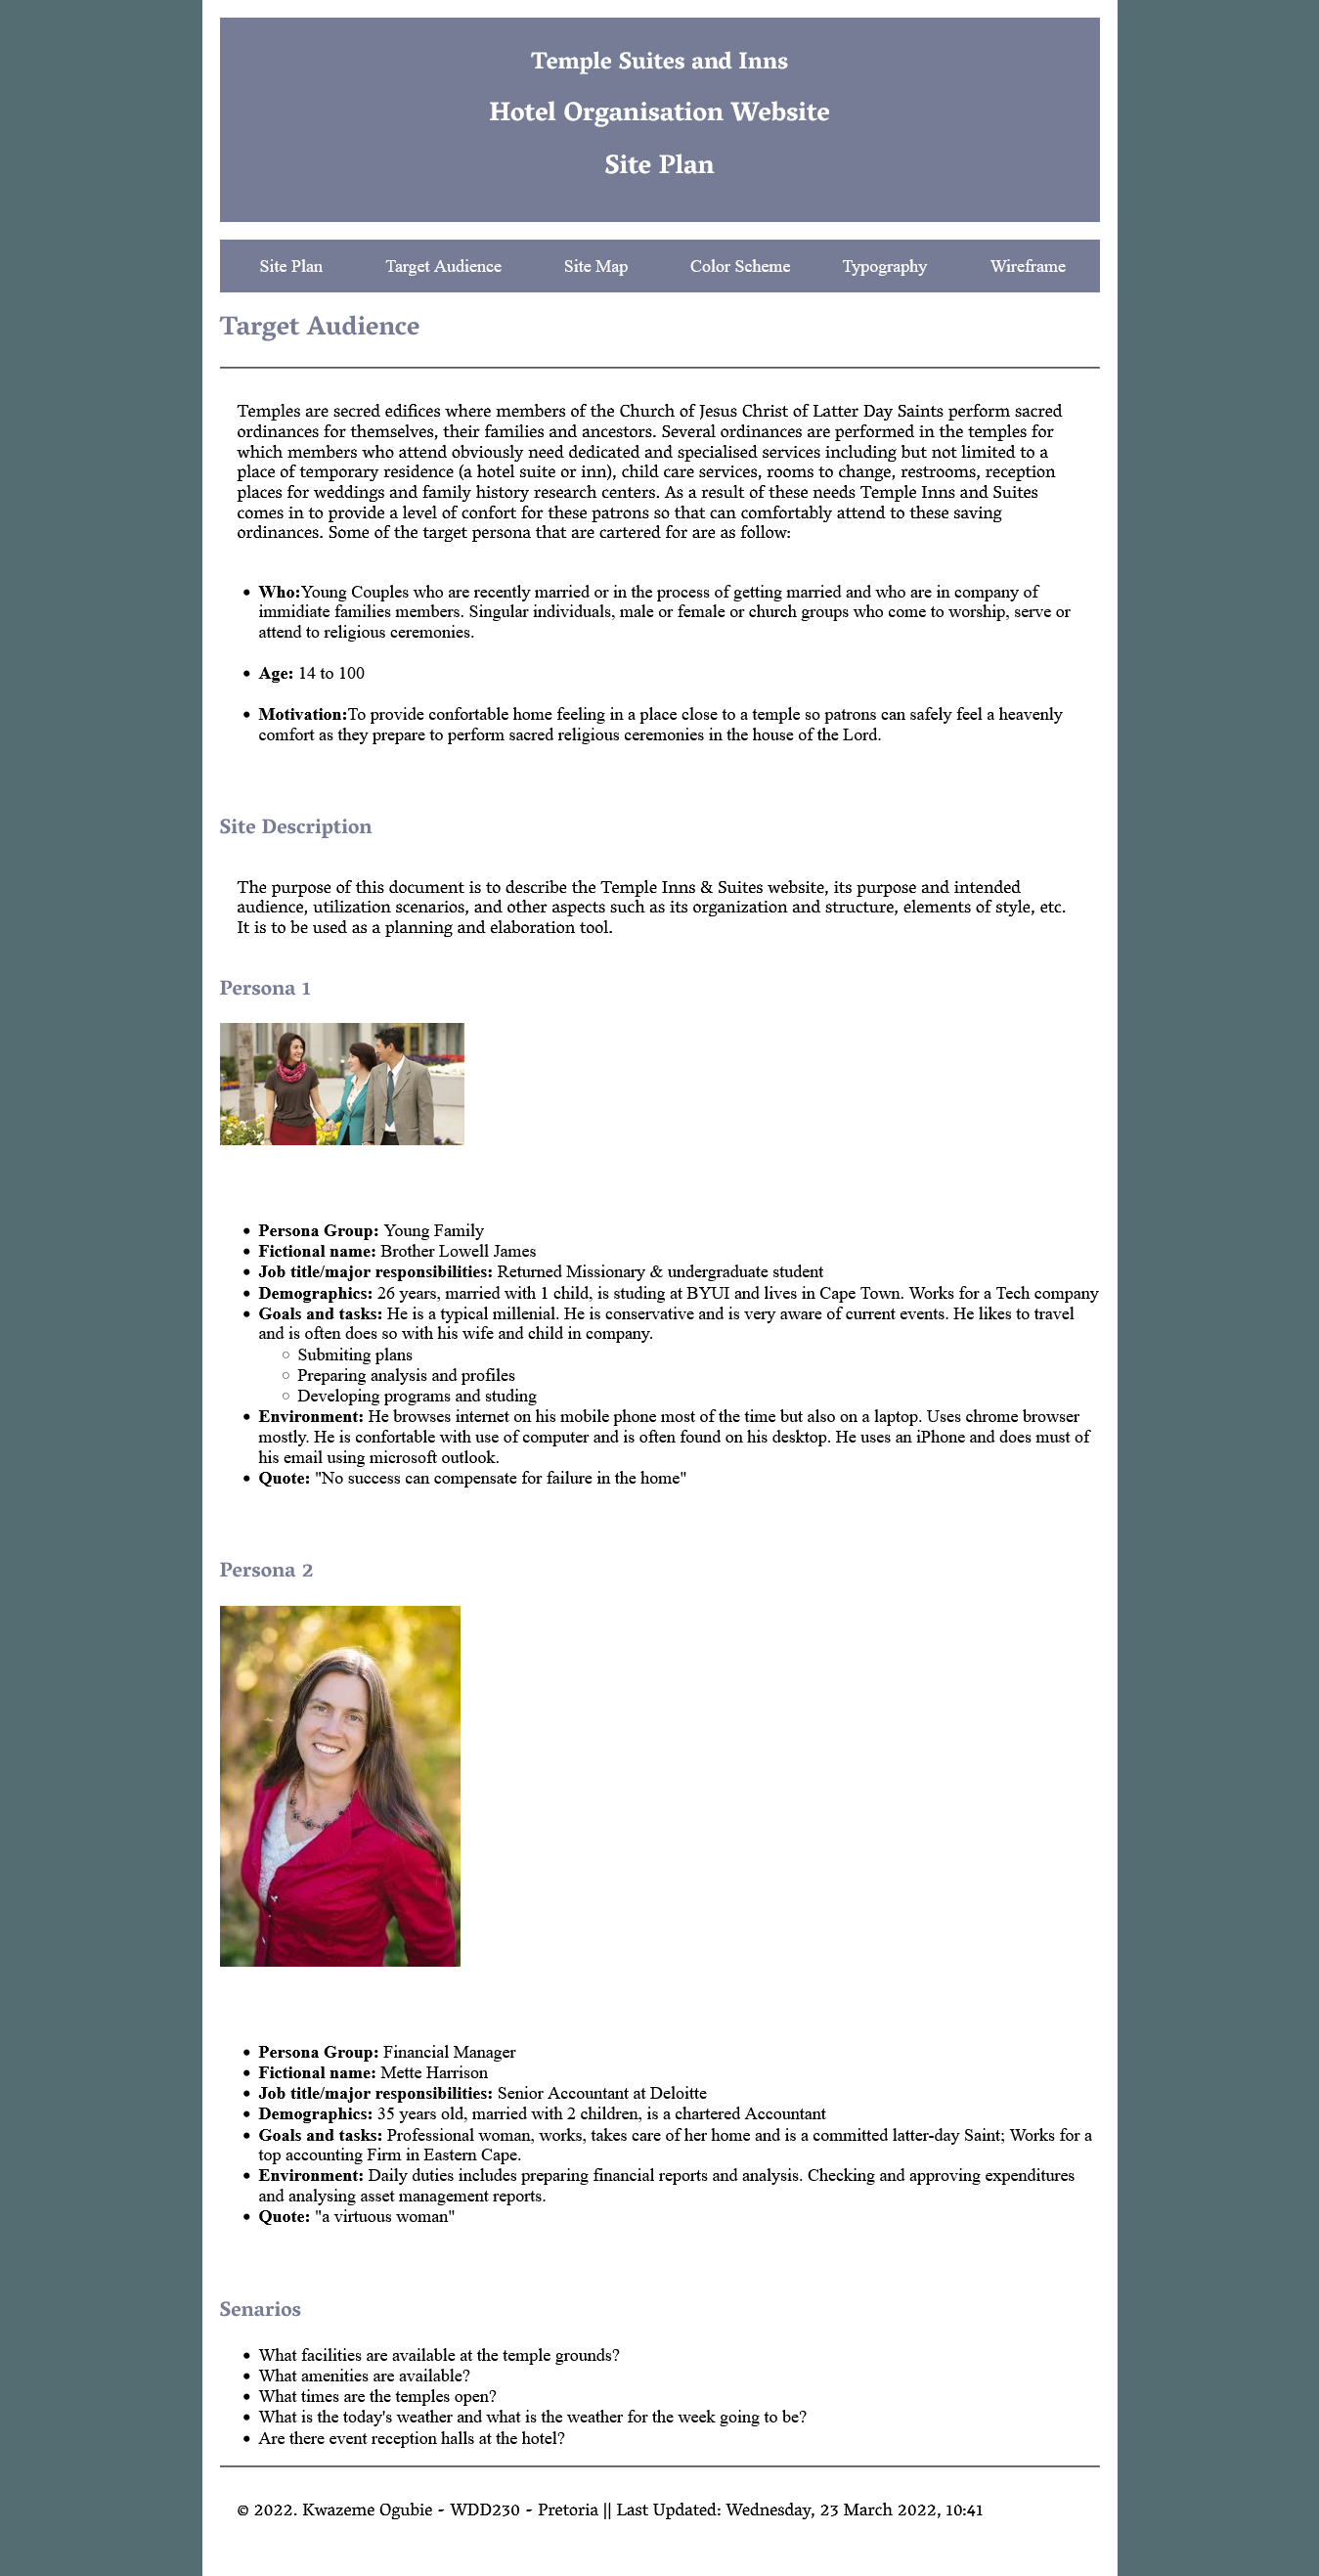 Temple Suites and Inns
Hotel Organisation Website
Site Plan
Site Plan Target Audience Site Map Color Scheme Typography Wireframe
Target Audience
Temples are secred edifices where members of the Church of Jesus Christ of Latter Day Saints perform sacred
ordinances for themselves, their families and ancestors. Several ordinances are performed in the temples for
which members who attend obviously need dedicated and specialised services including but not limited to a
place of temporary residence (a hotel suite or inn), child care services, rooms to change, restrooms, reception
places for weddings and family history research centers. As a result of these needs Temple Inns and Suites
comes in to provide a level of confort for these patrons so that can comfortably attend to these saving
ordinances. Some of the target persona that are cartered for are as follow:
• Who:Young Couples who are recently married or in the process of getting married and who are in company of
immidiate families members. Singular individuals, male or female or church groups who come to worship, serve or
attend to religious ceremonies.
• Age: 14 to 100
• Motivation:To provide confortable home feeling in a place close to a temple so patrons can safely feel a heavenly
comfort as they prepare to perform sacred religious ceremonies in the house of the Lord.
Site Description
The purpose of this document is to describe the Temple Inns & Suites website, its purpose and intended
audience, utilization scenarios, and other aspects such as its organization and structure, elements of style, etc.
It is to be used as a planning and elaboration tool.
Persona 1
• Persona Group: Young Family
• Fictional name: Brother Lowell James
• Job title/major responsibilities: Returned Missionary & undergraduate student
• Demographics: 26 years, married with 1 child, is studing at BYUI and lives in Cape Town. Works for a Tech company
• Goals and tasks: He is a typical millenial. He is conservative and is very aware of current events. He likes to travel
and is often does so with his wife and child in company.
◦ Submiting plans
◦ Preparing analysis and profiles
◦ Developing programs and studing
• Environment: He browses internet on his mobile phone most of the time but also on a laptop. Uses chrome browser
mostly. He is confortable with use of computer and is often found on his desktop. He uses an iPhone and does must of
his email using microsoft outlook.
• Quote: "No success can compensate for failure in the home"
Persona 2
• Persona Group: Financial Manager
• Fictional name: Mette Harrison
• Job title/major responsibilities: Senior Accountant at Deloitte
• Demographics: 35 years old, married with 2 children, is a chartered Accountant
• Goals and tasks: Professional woman, works, takes care of her home and is a committed latter-day Saint; Works for a
top accounting Firm in Eastern Cape.
• Environment: Daily duties includes preparing financial reports and analysis. Checking and approving expenditures
and analysing asset management reports.
• Quote: "a virtuous woman"
Senarios
• What facilities are available at the temple grounds?
• What amenities are available?
• What times are the temples open?
• What is the today's weather and what is the weather for the week going to be?
• Are there event reception halls at the hotel?
© 2022. Kwazeme Ogubie - WDD230 - Pretoria || Last Updated: Wednesday, 23 March 2022, 10:41